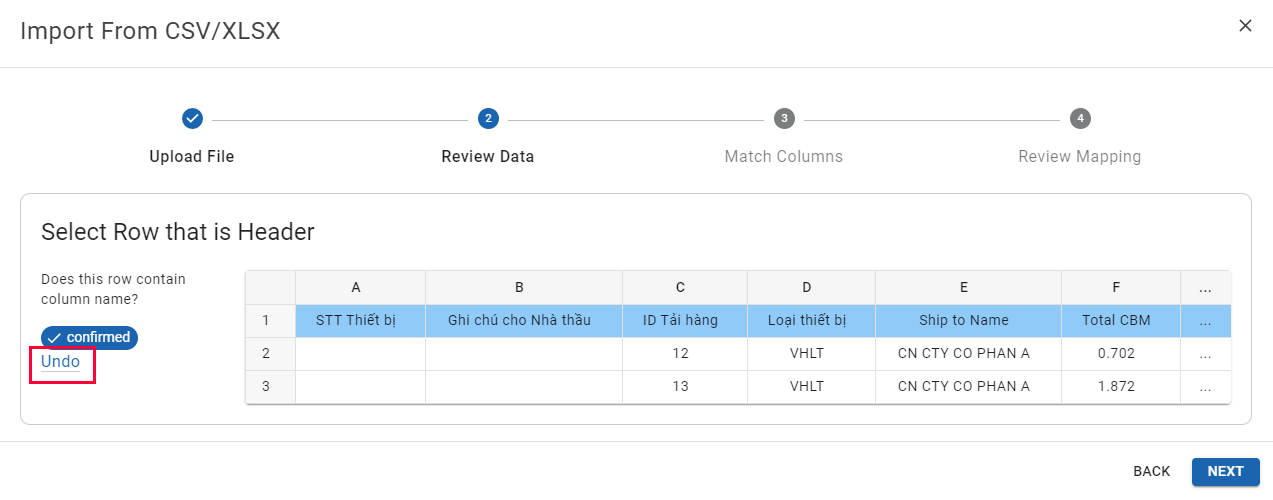 Import From CSV/XLSX
2 3 4
Upload File Review Data Match Columns Review Mapping
Select Row that is Header
Does this row contain
column name?
confirmed
Undo
A B C D E F ...
1 STT Thiết bị Ghi chú cho Nhà thầu ID Tải hàng Loại thiết bị Ship to Name Total CBM ...
2 12 VHLT CN CTY CO PHAN A 0.702 ...
3 13 VHLT CN CTY CO PHAN A 1.872 ...
BACK NEXT